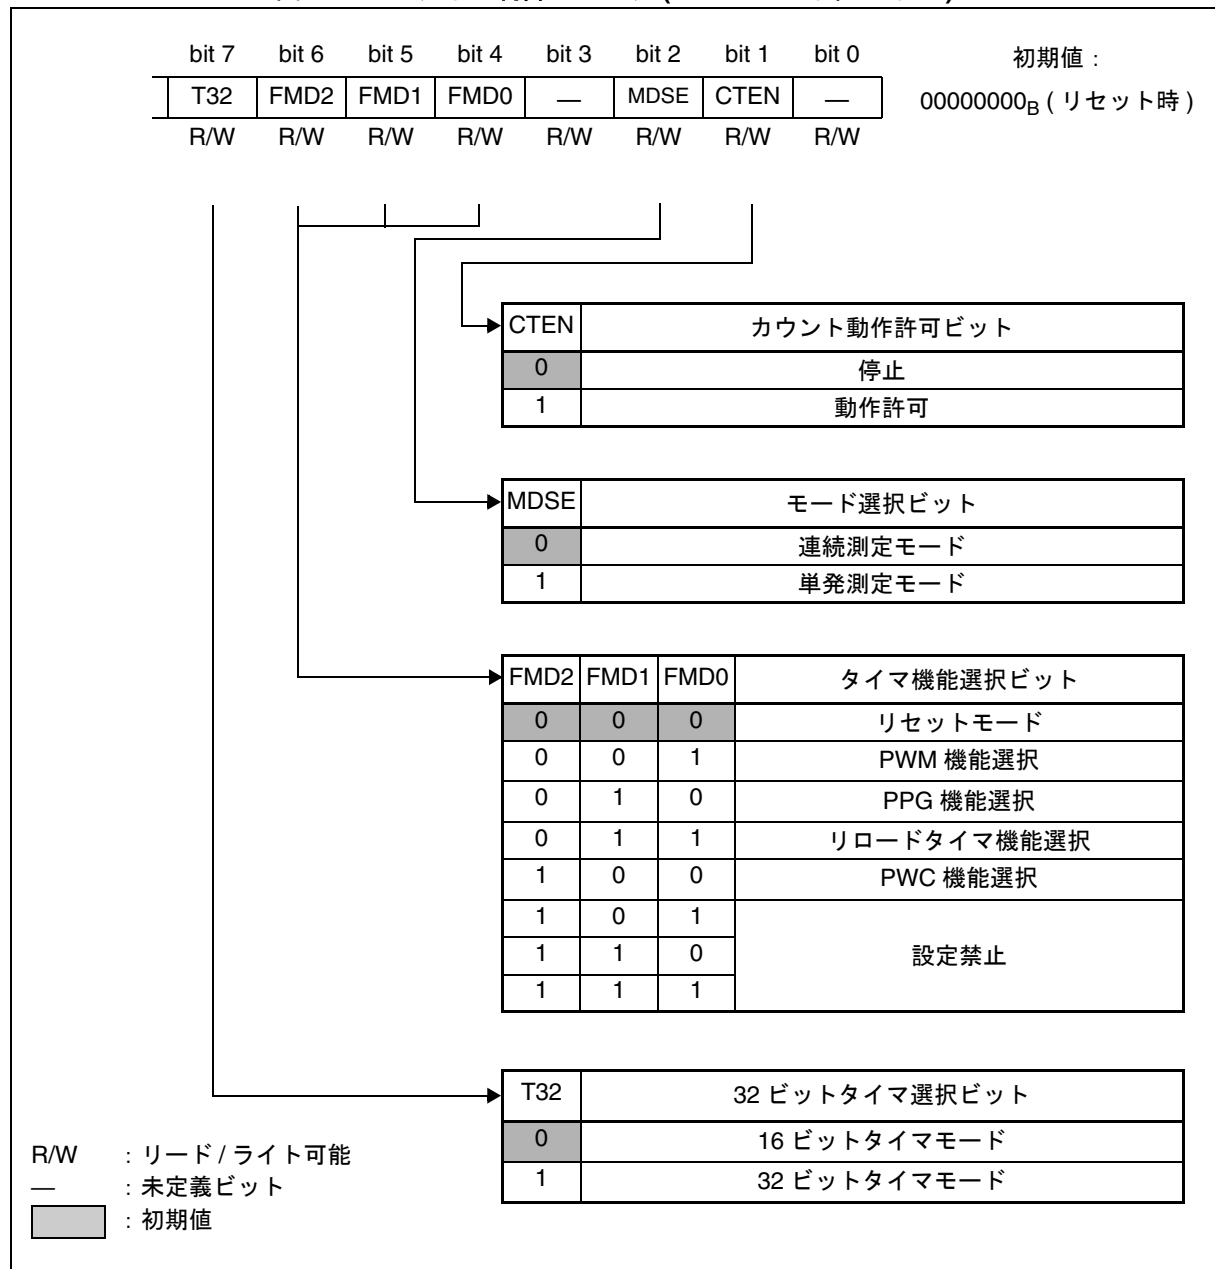 bit 7 bit 6 bit 5 bit 4 bit 3 bit 2 bit 1 bit 0 初期値：
T32 FMD2 FMD1 FMD0 — MDSE CTEN — 00000000B ( リセット時 )
R/W R/W R/W R/W R/W R/W R/W R/W
CTEN カウント動作許可ビット
0 停止
1 動作許可
MDSE モード選択ビット
0 連続測定モード
1 単発測定モード
FMD2 FMD1 FMD0 タイマ機能選択ビット
0 0 0 リセットモード
0 0 1 PWM 機能選択
0 1 0 PPG 機能選択
0 1 1 リロードタイマ機能選択
1 0 0 PWC 機能選択
1 0 1
1 1 0 設定禁止
1 1 1
T32 32 ビットタイマ選択ビット
0 16 ビットタイマモード
1 32 ビットタイマモード
R/W ：リード / ライト可能
— ：未定義ビット
：初期値